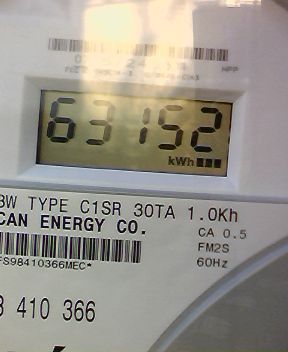 63152
kWh
3W TYPE C1SR 30TA 1.0Kh
CAN ENERGY CO.
CA 0.5
FM2S
FS98410366MEC*
60Hz
410 366